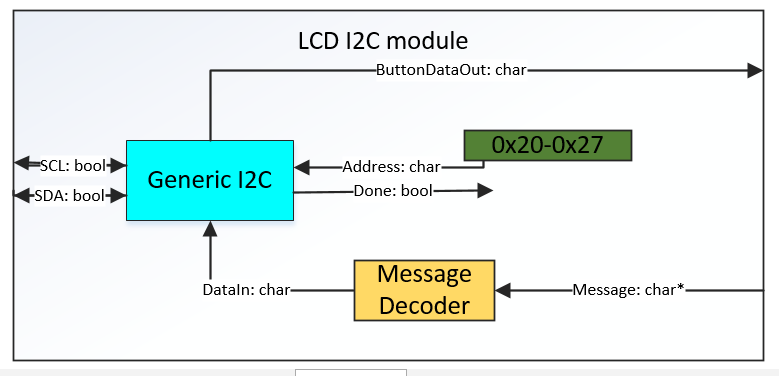 LCD I2C module
ButtonDataOut: char
0x20-0x27
SCL: bool
Address: char
Generic I2C
SDA: bool
Done: bool
Message
Decoder
DataIn: char
Message: char*